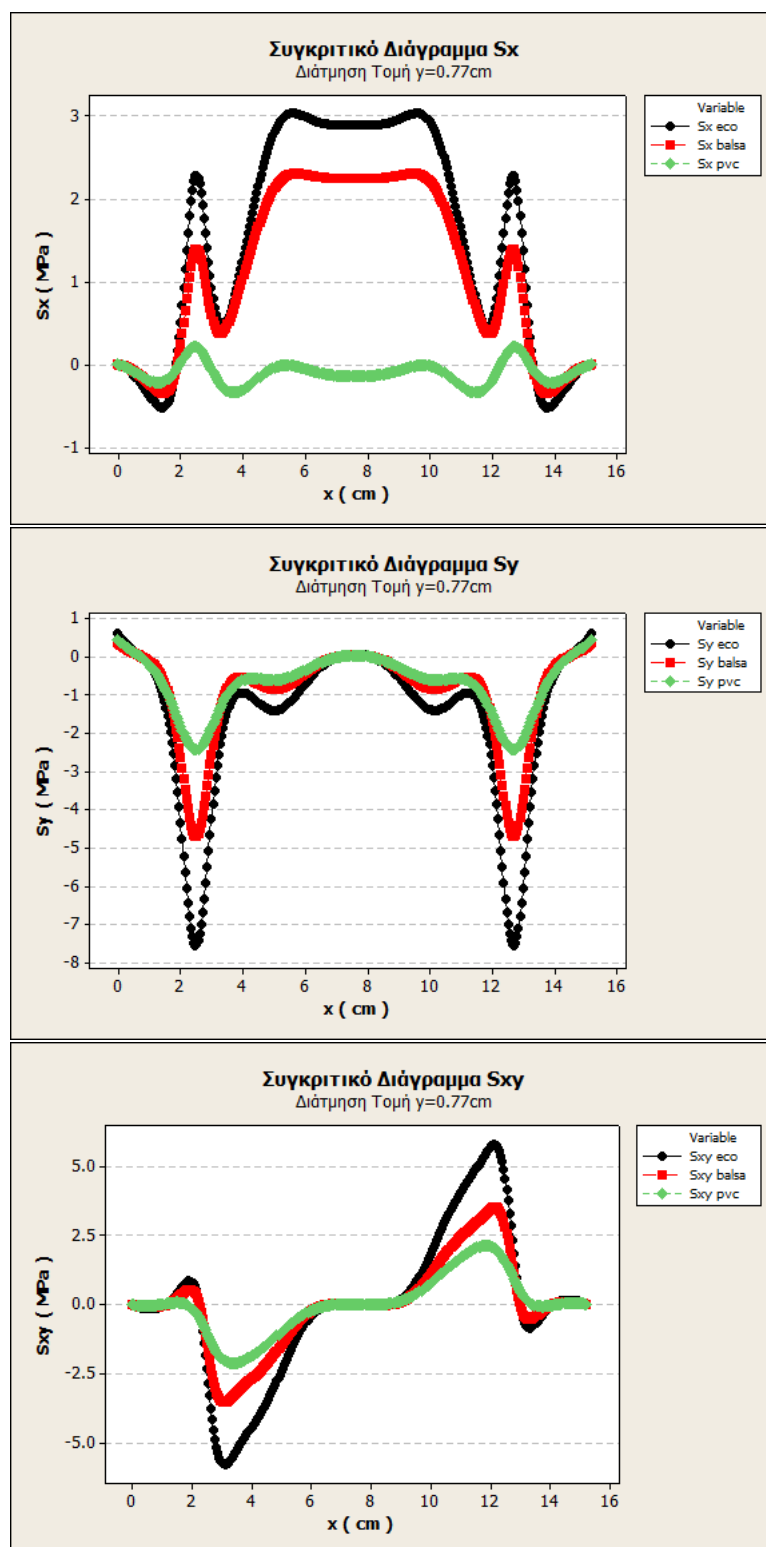 Συγκριτικό Διάγραμμα Sx
Διάτμηση Τομή y=0.77cm
Variable
Sx eco
Sx balsa
Sx pvc
3
2
1
0
-1
Sx ( MPa )
0 2 4 6 8 10 12 14 16
x ( cm )
Συγκριτικό Διάγραμμα Sy
Διάτμηση Τομή y=0.77cm
Variable
Sy eco
Sy balsa
Sy pvc
1
0
-1
-2
-3
-4
-5
-6
-7
-8
Sy ( MPa )
0 2 4 6 8 10 12 14 16
x ( cm )
Συγκριτικό Διάγραμμα Sxy
Διάτμηση Τομή y=0.77cm
Variable
Sxy eco
Sxy balsa
Sxy pvc
5.0
2.5
0.0
-2.5
-5.0
Sxy ( MPa )
0 2 4 6 8 10 12 14 16
x ( cm )